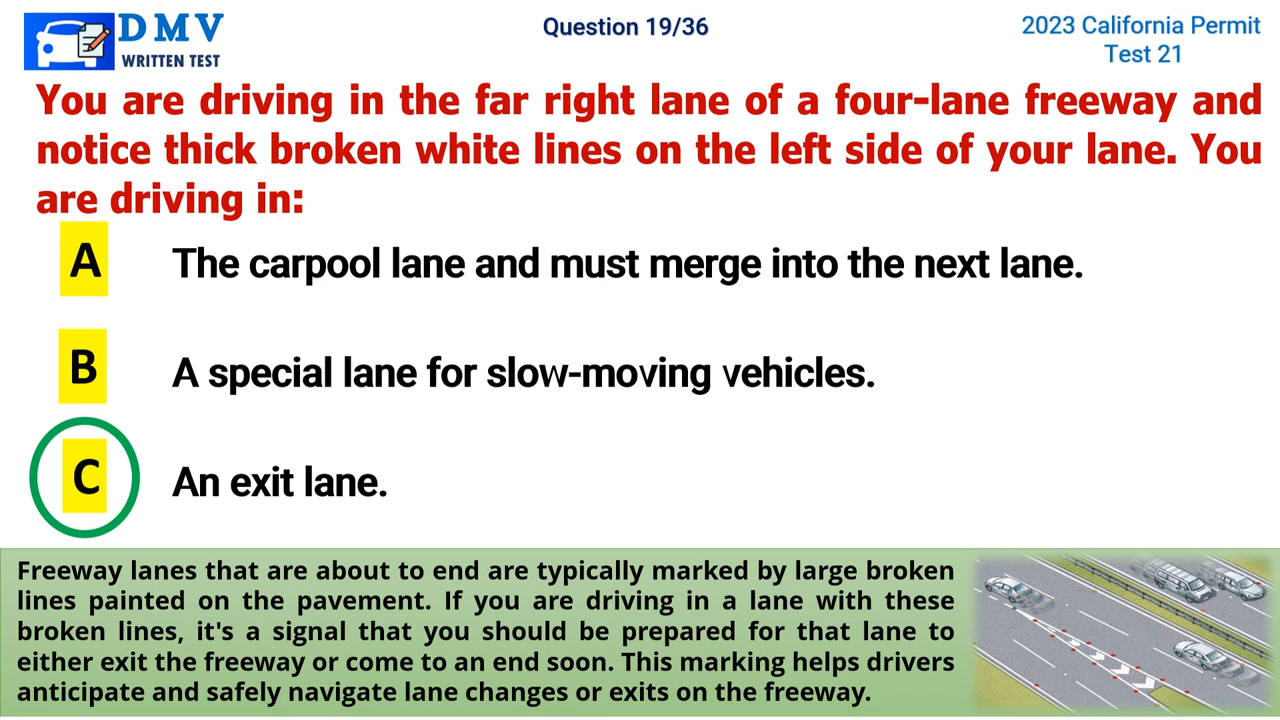 DMV
WRITTEN TEST
Question 19/36
2023 California Permit
Test 21
You are driving in the far right lane of a four-lane freeway and
notice thick broken white lines on the left side of your lane. You
are driving in:
A The carpool lane and must merge into the next lane.
B A special lane for slow-moving vehicles.
C An exit lane.
Freeway lanes that are about to end are typically marked by large broken
lines painted on the pavement. If you are driving in a lane with these
broken lines, it's a signal that you should be prepared for that lane to
either exit the freeway or come to an end soon. This marking helps drivers
anticipate and safely navigate lane changes or exits on the freeway.